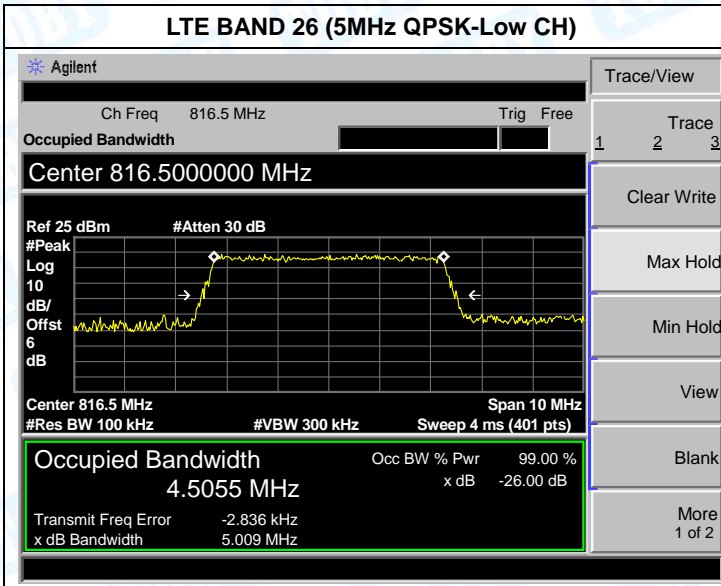 LTE BAND 26 (5MHz QPSK-Low CH)
Agilent
Trace/View
Ch Freq 816.5 MHz Trig Free
Occupied Bandwidth
Trace
1 2 3
Center 816.5000000 MHz
Clear Write
Ref 25 dBm #Atten 30 dB
#Peak
Log
10
dB/
Offst
6
dB
Max Hold
Min Hold
View
Center 816.5 MHz Span 10 MHz
#Res BW 100 kHz #VBW 300 kHz Sweep 4 ms (401 pts)
Occupied Bandwidth Occ BW % Pwr 99.00 %
4.5055 MHz x dB -26.00 dB
Blank
Transmit Freq Error -2.836 kHz
x dB Bandwidth 5.009 MHz
More
1 of 2